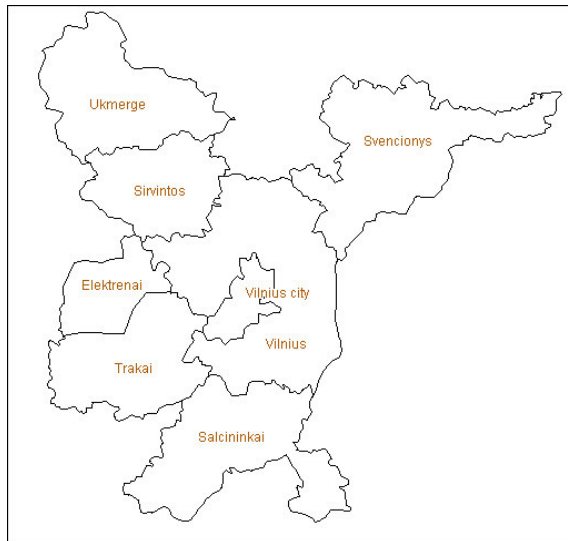 Ukmerge
Svencionys
Sirvintos
Elektrenai
Vilnius city
Vilnius
Trakai
Salcininkai